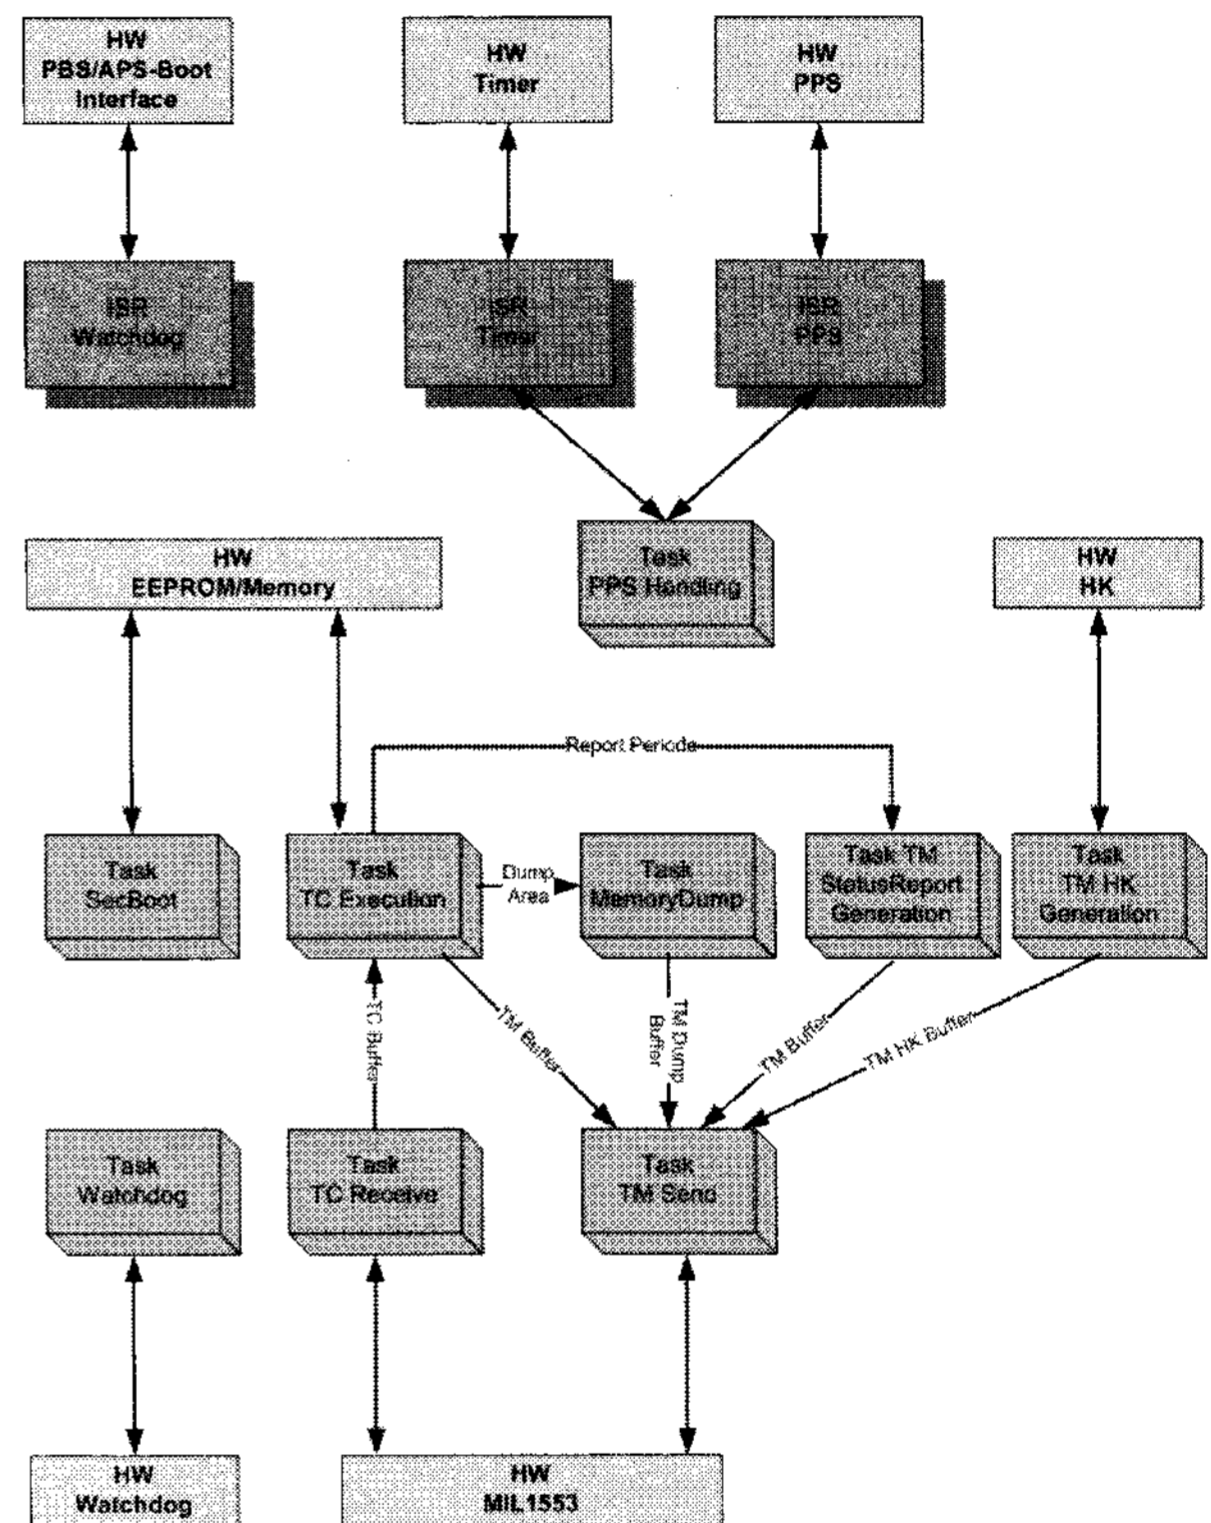 HW
PBS/APS-Boot
Interface
HW
Timer
HW
PPS
ISR
Watchdog
ISR
Timer
ISR
PPS
Task
PPS Handling
HW
EEPROM/Memory
HW
HK
Report Periode
Task
SecBoot
Task
TC Execution
Dump
Area
Task
MemoryDump
Task TM
StatusReport
Generation
Task
TM HK
Generation
TC Buffer
TM Buffer
TM Dump
Buffer
TM Buffer
TM HK Buffer
Task
Watchdog
Task
TC Receive
Task
TM Send
HW
Watchdog
HW
MIL1553